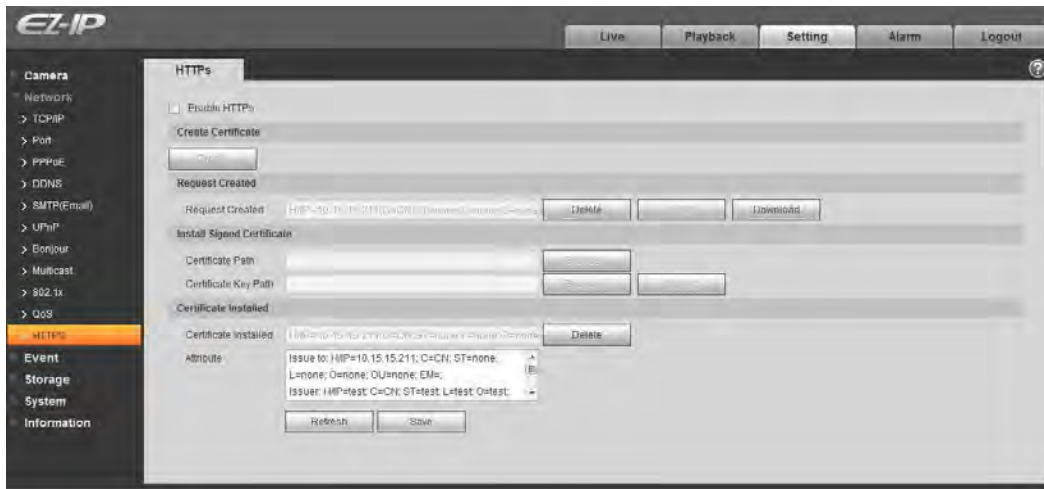 EZ-IP
Live Playback Setting Alarm Logout
Camera
Network
> TCP/IP
> Port
> PPPoE
> DDNS
> SMTP(Email)
> UPnP
> Bonjour
> Multicast
> 802.1x
> QoS
HTTPs
Event
Storage
System
Information
HTTPs
Enable HTTPs
Create Certificate
Request Created
Request Created Delete Download
Install Signed Certificate
Certificate Path
Certificate Key Path
Certificate Installed
Certificate Installed Delete
Attribute Issue to: H/IP=10.15.15.211; C=CN; ST=none;
L=none; O=none; OU=none; EM=;
Issuer: H/IP=test; C=CN; ST=test; L=test; O=test;
Refresh Save